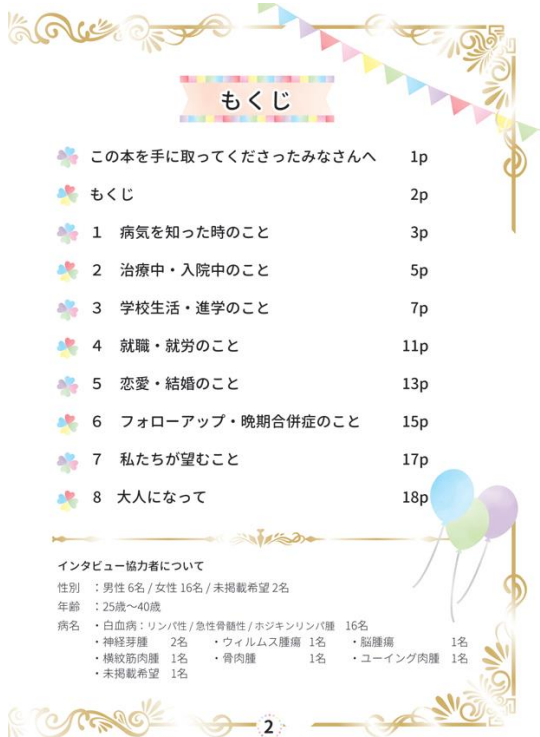 もくじ
この本を手に取ってくださったみなさんへ 1p
もくじ 2p
1 病気を知った時のこと 3p
2 治療中・入院中のこと 5p
3 学校生活・進学のこと 7p
4 就職・就労のこと 11p
5 恋愛・結婚のこと 13p
6 フォローアップ・晩期合併症のこと 15p
7 私たちが望むこと 17p
8 大人になって 18p
インタビュー協力者について
性別 ：男性 6名 / 女性 16名 / 未掲載希望 2名
年齢 ：25歳〜40歳
病名 ・白血病：リンパ性 / 急性骨髄性 / ホジキンリンパ腫 16名
・神経芽腫 2名 ・ウィルムス腫瘍 1名 ・脳腫瘍 1名
・横紋筋肉腫 1名 ・骨肉腫 1名 ・ユーイング肉腫 1名
・未掲載希望 1名
2